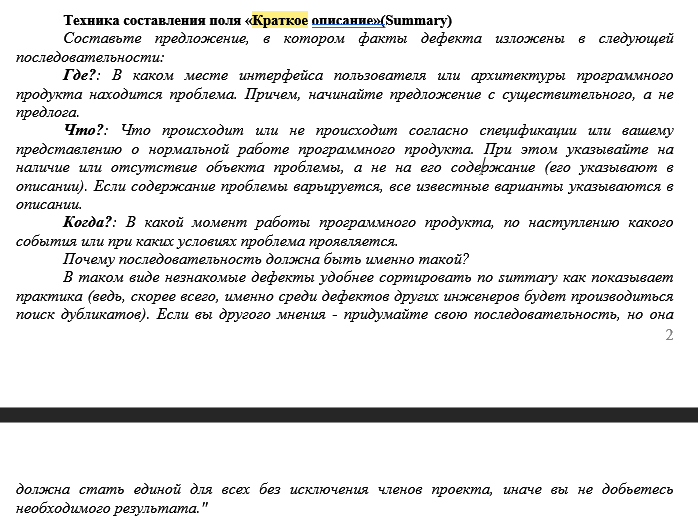 Техника составления поля «Краткое описание»(Summary)
Составьте предложение, в котором факты дефекта изложены в следующей
последовательности:
Где?: В каком месте интерфейса пользователя или архитектуры программного
продукта находится проблема. Причем, начинайте предложение с существительного, а не
предлога.
Что?: Что происходит или не происходит согласно спецификации или вашему
представлению о нормальной работе программного продукта. При этом указывайте на
наличие или отсутствие объекта проблемы, а не на его содержание (его указывают в
описании). Если содержание проблемы варьируется, все известные варианты указываются в
описании.
Когда?: В какой момент работы программного продукта, по наступлению какого
события или при каких условиях проблема проявляется.
Почему последовательность должна быть именно такой?
В таком виде незнакомые дефекты удобнее сортировать по summary как показывает
практика (ведь, скорее всего, именно среди дефектов других инженеров будет производиться
поиск дубликатов). Если вы другого мнения - придумайте свою последовательность, но она
2
должна стать единой для всех без исключения членов проекта, иначе вы не добьетесь
необходимого результата."